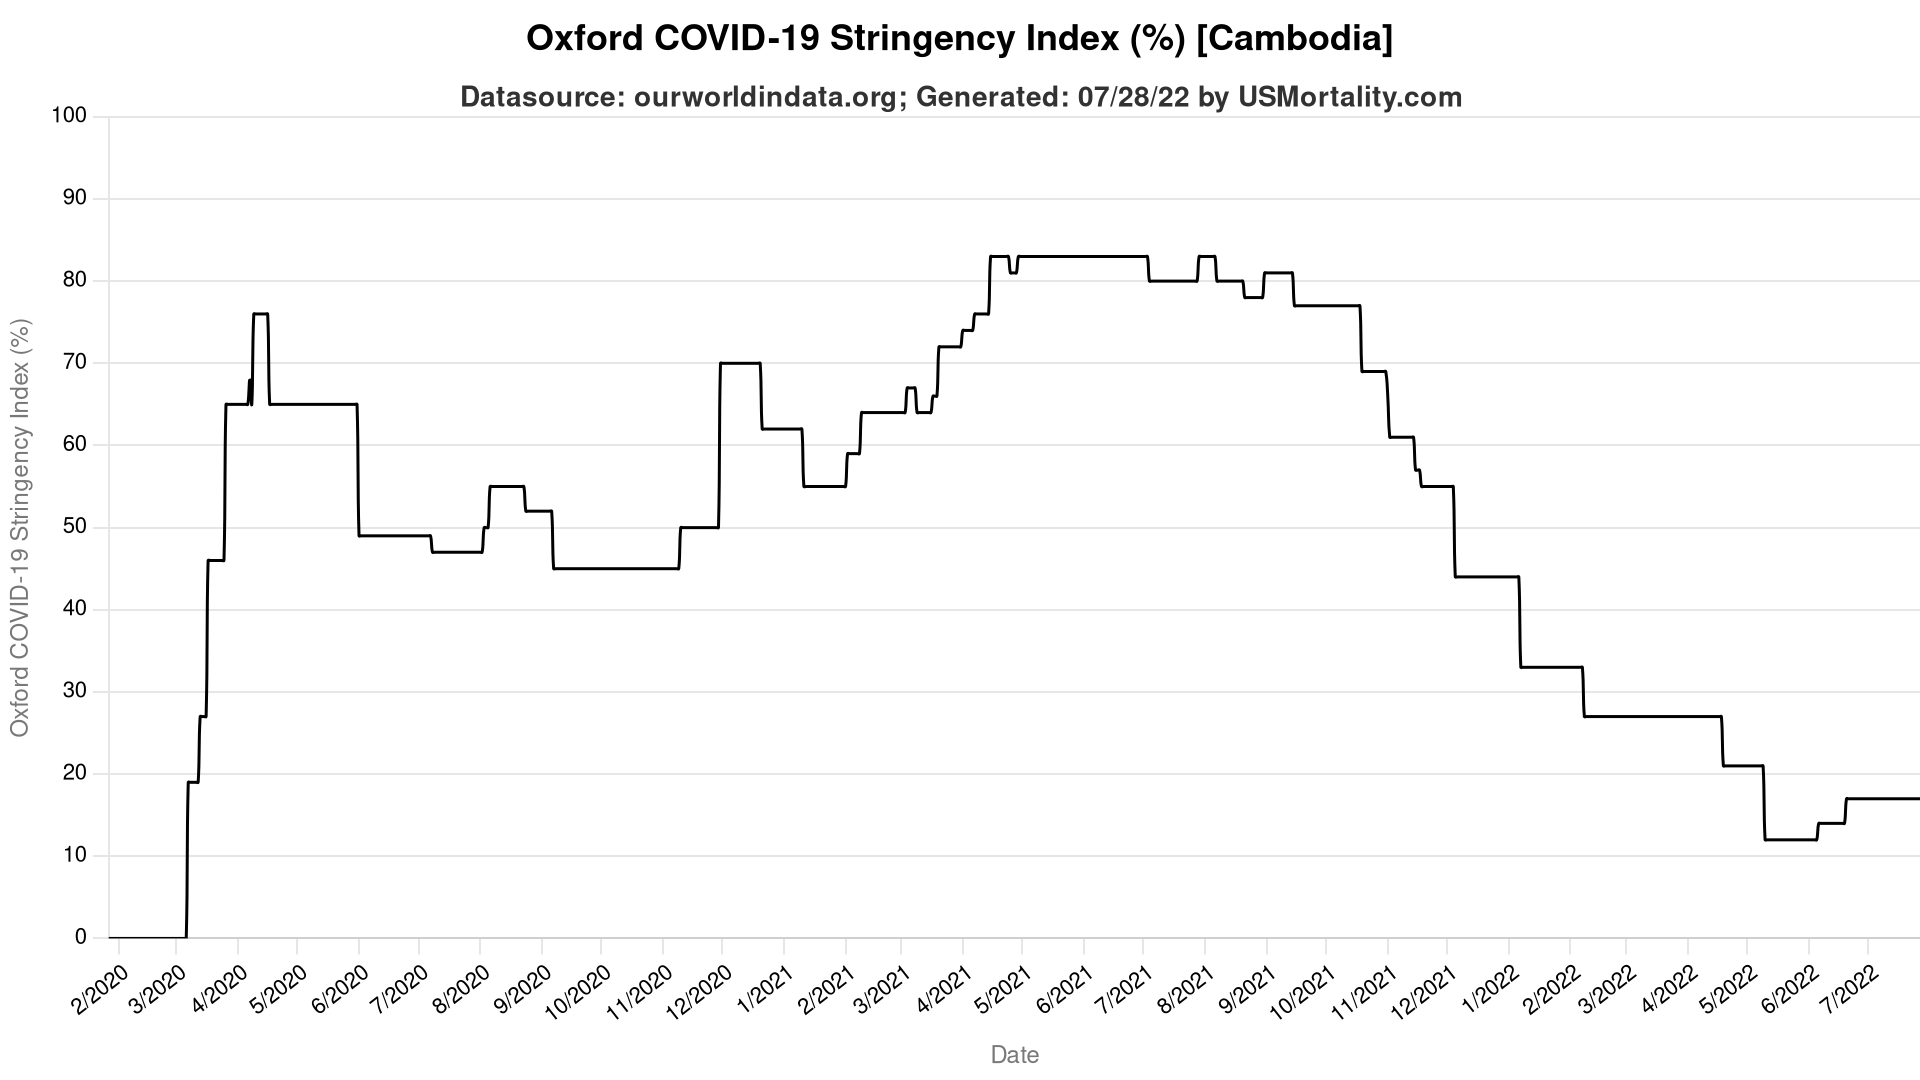 Oxford COVID-19 Stringency Index (%) [Cambodia]
Datasource: ourworldindata.org; Generated: 07/28/22 by USMortality.com
Oxford COVID-19 Stringency Index (%)
100
90
80
70
60
50
40
30
20
10
0
2/2020 3/2020 4/2020 5/2020 6/2020 7/2020 8/2020 9/2020 10/2020 11/2020 12/2020 1/2021 2/2021 3/2021 4/2021 5/2021 6/2021 7/2021 8/2021 9/2021 10/2021 11/2021 12/2021 1/2022 2/2022 3/2022 4/2022 5/2022 6/2022 7/2022
Date